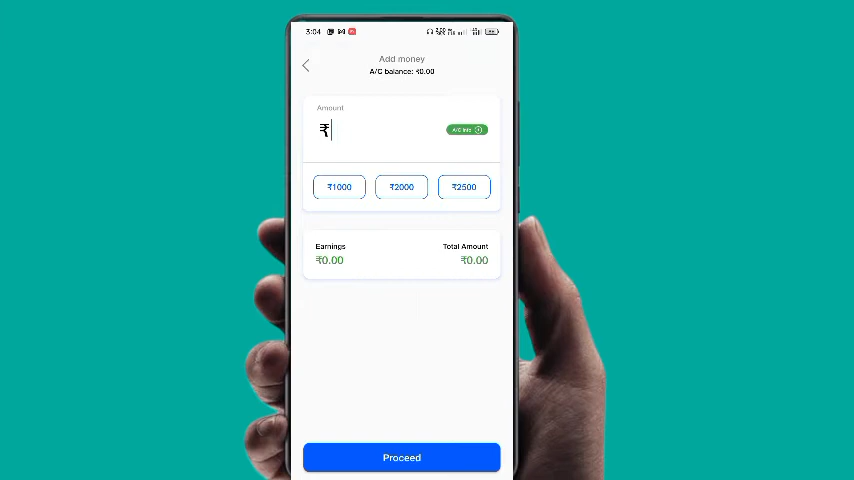 3:04
Add money
A/C balance: ₹0.00
Amount
₹
A/C Info
₹1000 ₹2000 ₹2500
Earnings Total Amount
₹0.00 ₹0.00
Proceed